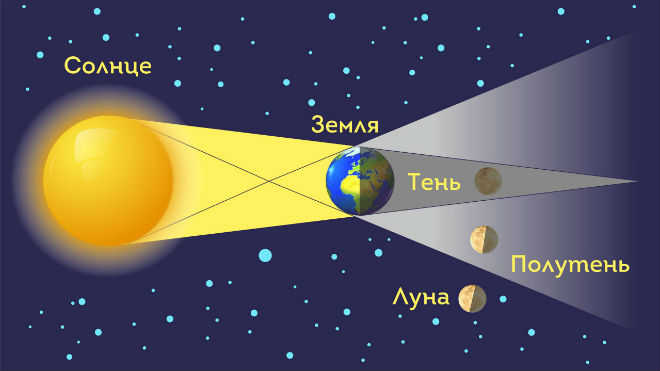 Солнце
Земля
Тень
Полутень
Луна